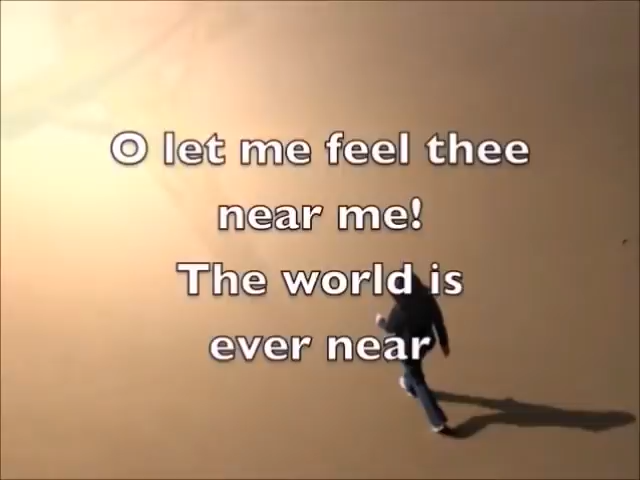 O let me feel thee
near me!
The world is
ever near